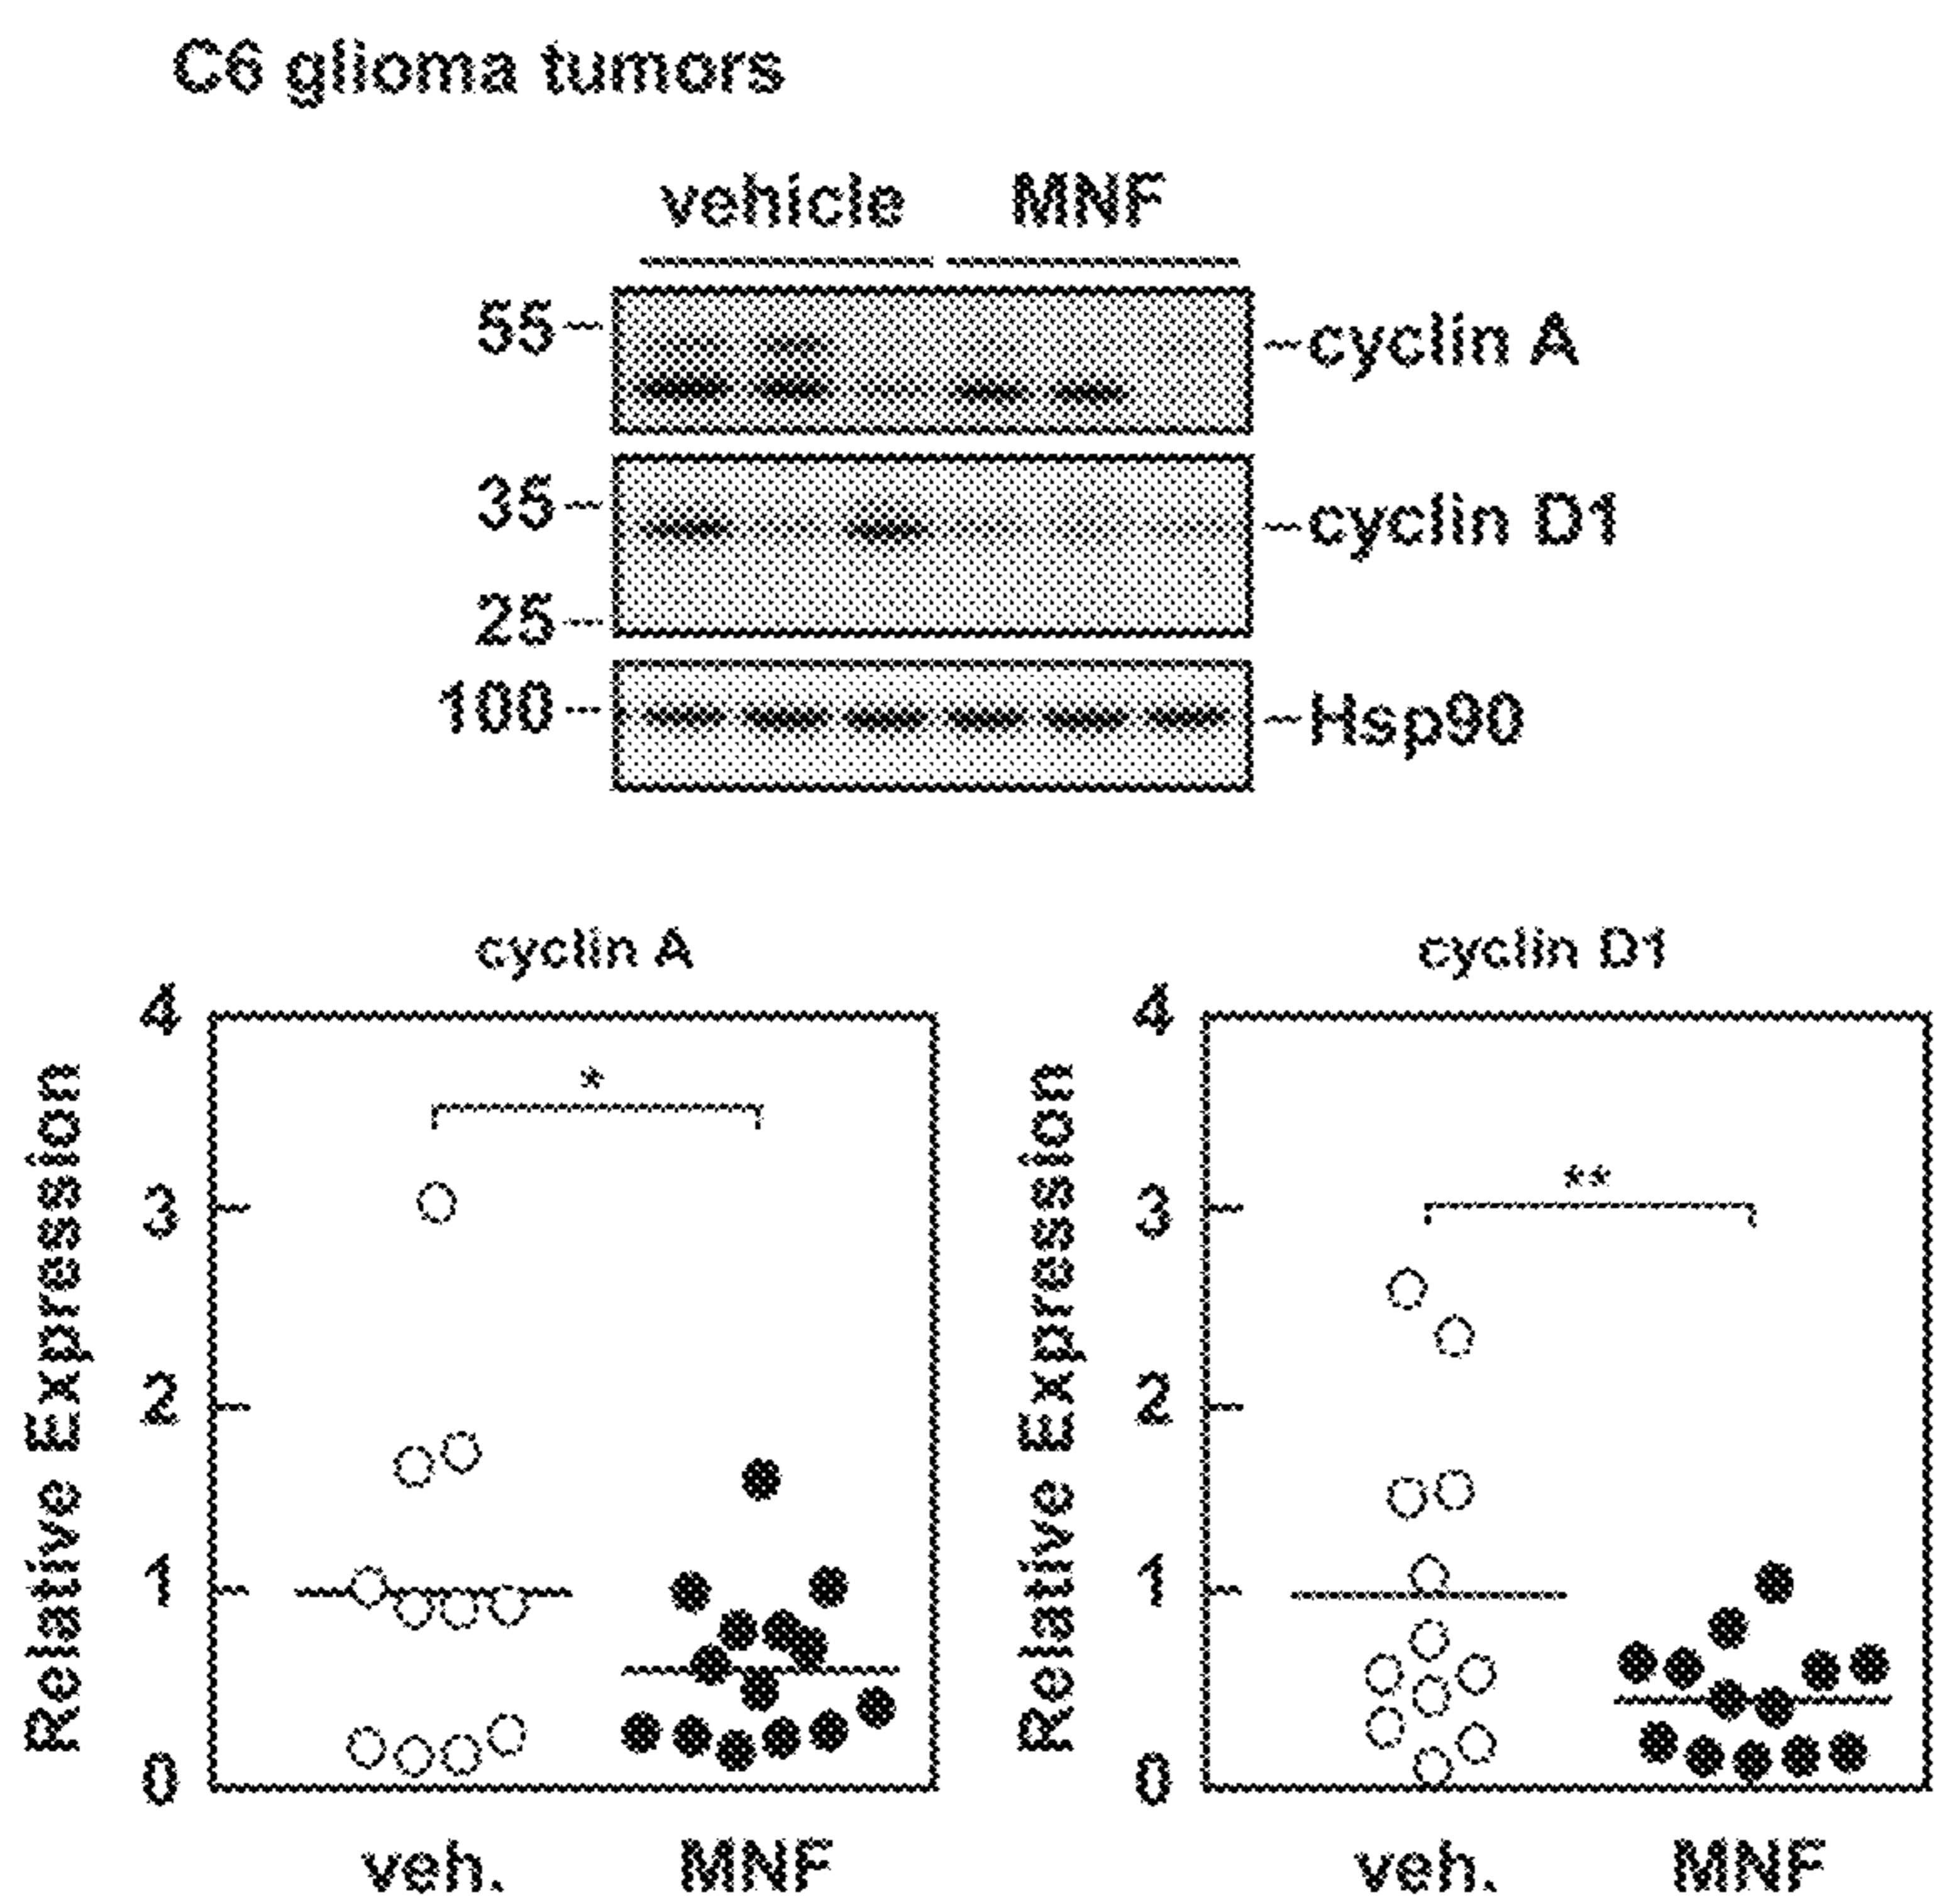 C6 glioma tumors
vehicle MNF
55 cyclin A
35 cyclin D1
25
100 Hsp90
cyclin A
4
*
3
2
1
0
Relative Expression
veh. MNF
cyclin D1
4
**
3
2
1
0
Relative Expression
veh. MNF